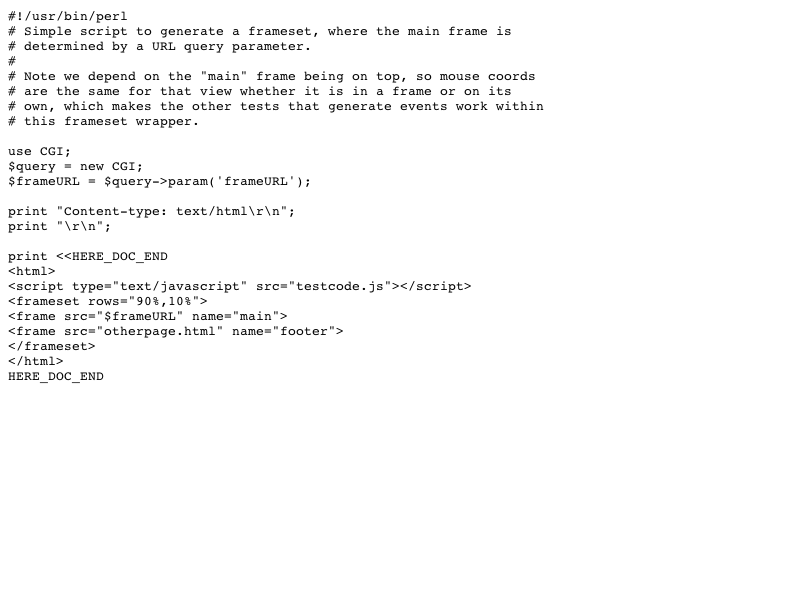 #!/usr/bin/perl
# Simple script to generate a frameset, where the main frame is
# determined by a URL query parameter.
#
# Note we depend on the "main" frame being on top, so mouse coords
# are the same for that view whether it is in a frame or on its
# own, which makes the other tests that generate events work within
# this frameset wrapper.

use CGI;
$query = new CGI;
$frameURL = $query->param('frameURL');

print "Content-type: text/html\r\n";
print "\r\n";

print <<HERE_DOC_END
<html>
<script type="text/javascript" src="testcode.js"></script>
<frameset rows="90%,10%">
<frame src="$frameURL" name="main">
<frame src="otherpage.html" name="footer">
</frameset>
</html>
HERE_DOC_END